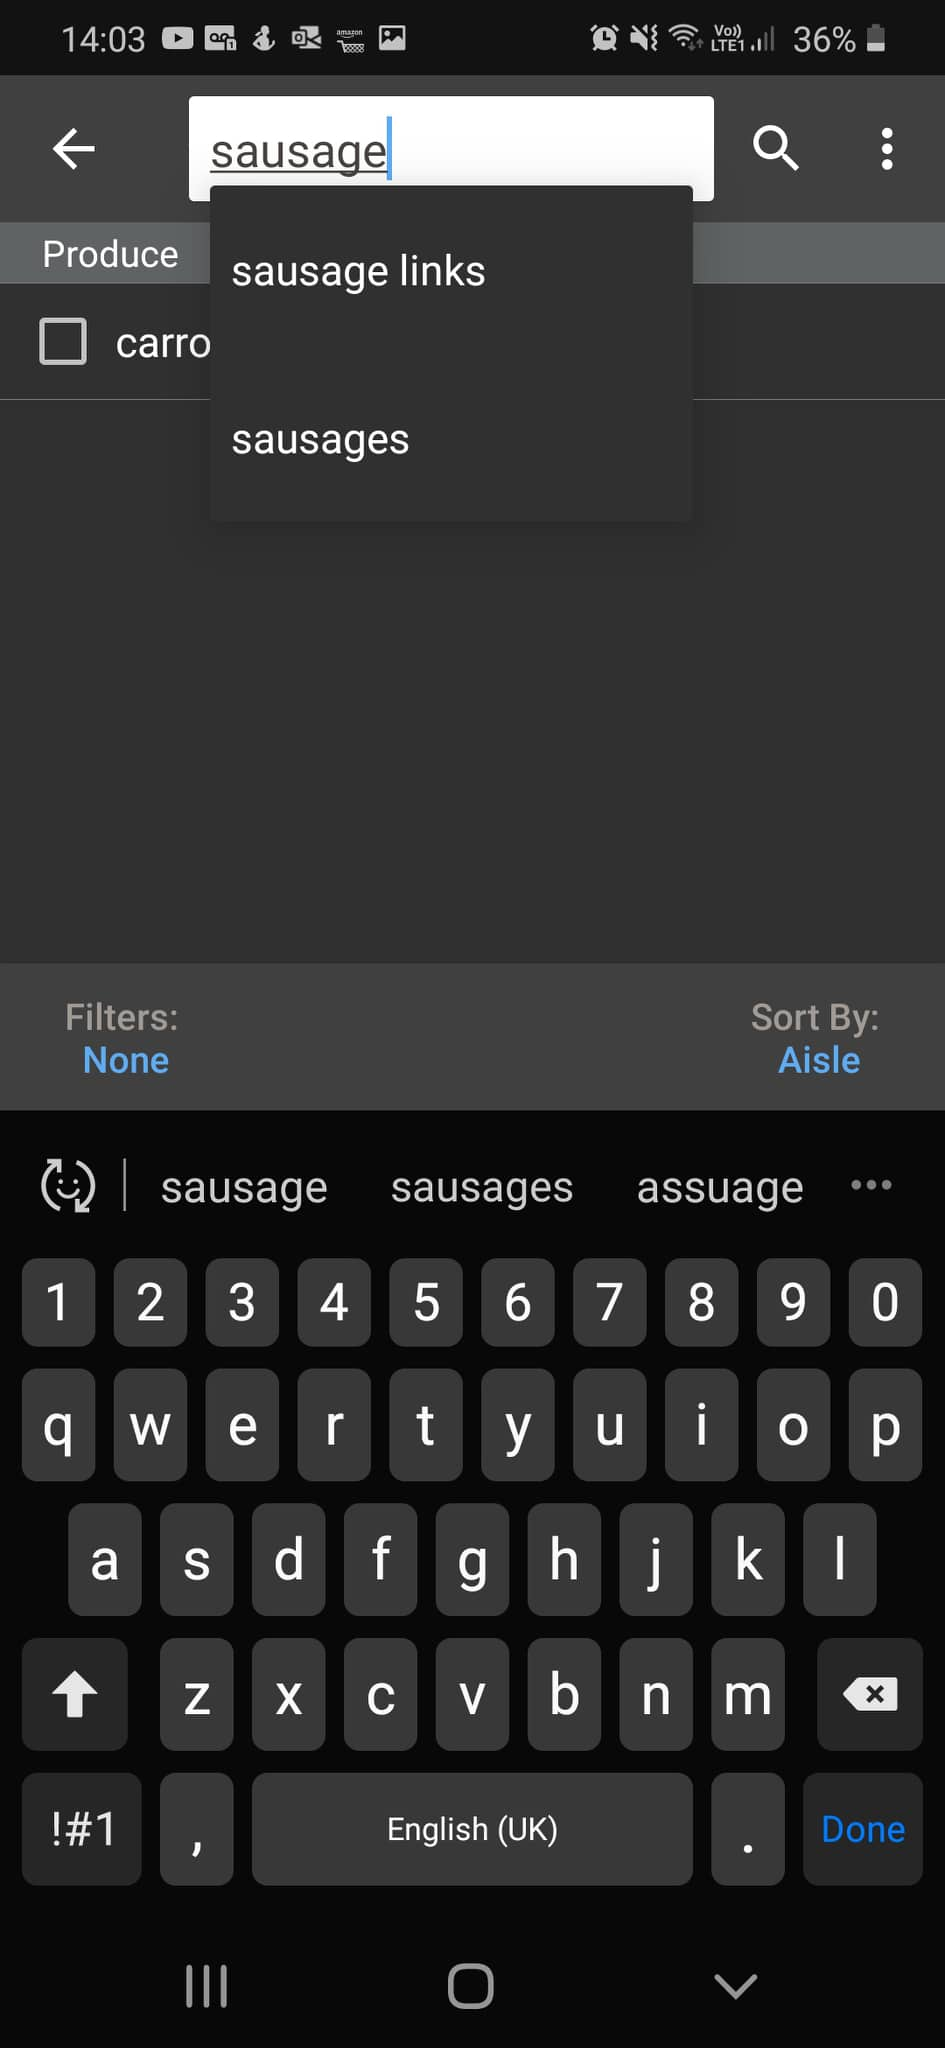 14:03
amazon
Vo)) LTE1
36%
sausage
Produce
sausage links
carro
sausages
Filters:
Sort By:
None
Aisle
sausage sausages assuage
1 2 3 4 5 6 7 8 9 0
q w e r t y u i o p
a s d f g h j k l
z x c v b n m
!#1 , English (UK) . Done